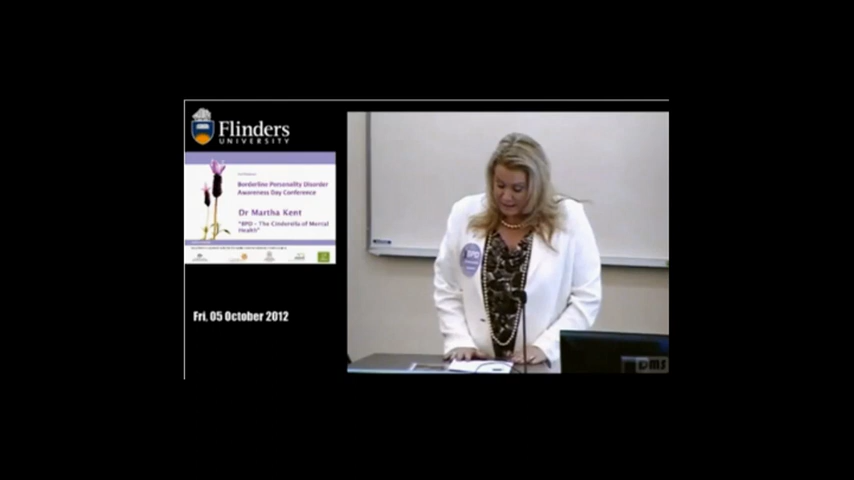 Flinders
UNIVERSITY
Borderline Personality Disorder
Awareness Day Conference
Dr Martha Kent
"BPD - The Cinderella of Mental
Health"
Fri, 05 October 2012
BPD